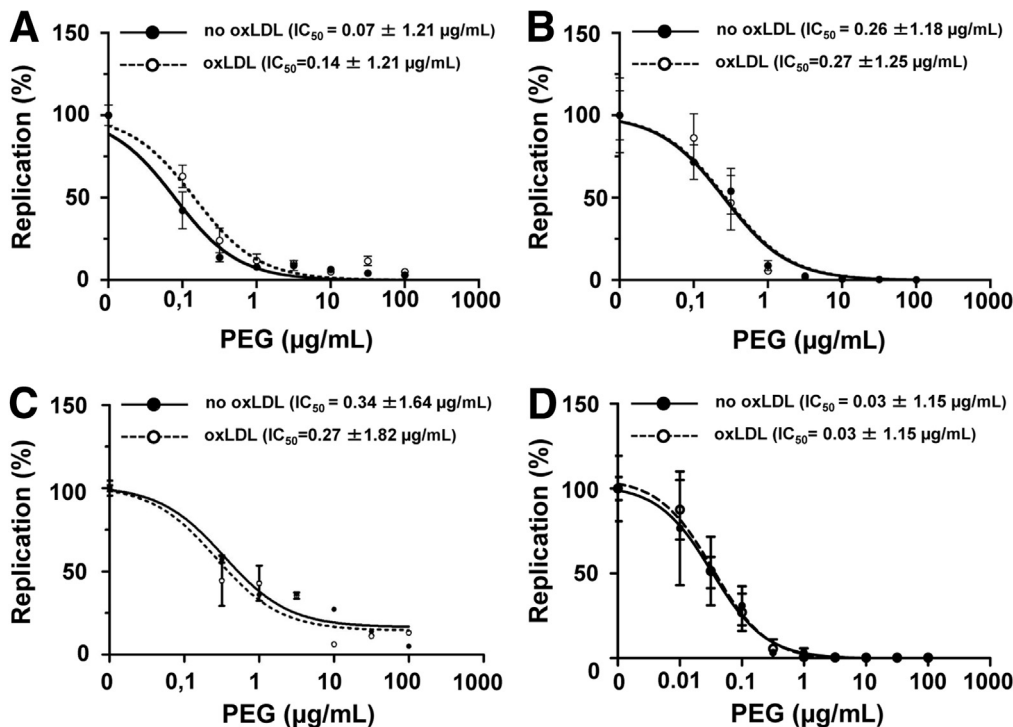 A
150
100
50
0
Replication (%)
no oxLDL (IC50 = 0.07 ± 1.21 µg/mL)
oxLDL (IC50=0.14 ± 1.21 µg/mL)
0 0,1 1 10 100 1000
PEG (µg/mL)
B
150
100
50
0
Replication (%)
no oxLDL (IC50 = 0.26 ±1.18 µg/mL)
oxLDL (IC50=0.27 ±1.25 µg/mL)
0 0,1 1 10 100 1000
PEG (µg/mL)
C
150
100
50
0
Replication (%)
no oxLDL (IC50 = 0.34 ±1.64 µg/mL)
oxLDL (IC50=0.27 ±1.82 µg/mL)
0 0,1 1 10 100 1000
PEG (µg/mL)
D
150
100
50
0
Replication (%)
no oxLDL (IC50 = 0.03 ± 1.15 µg/mL)
oxLDL (IC50= 0.03 ± 1.15 µg/mL)
0 0.01 0.1 1 10 100 1000
PEG (µg/mL)